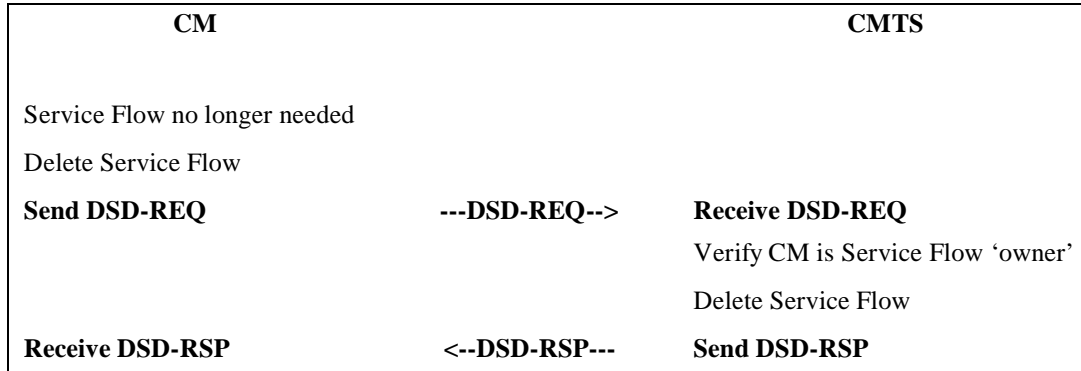 CM CMTS
Service Flow no longer needed
Delete Service Flow
Send DSD-REQ ---DSD-REQ--> Receive DSD-REQ
Verify CM is Service Flow ‘owner’
Delete Service Flow
Receive DSD-RSP <--DSD-RSP--- Send DSD-RSP